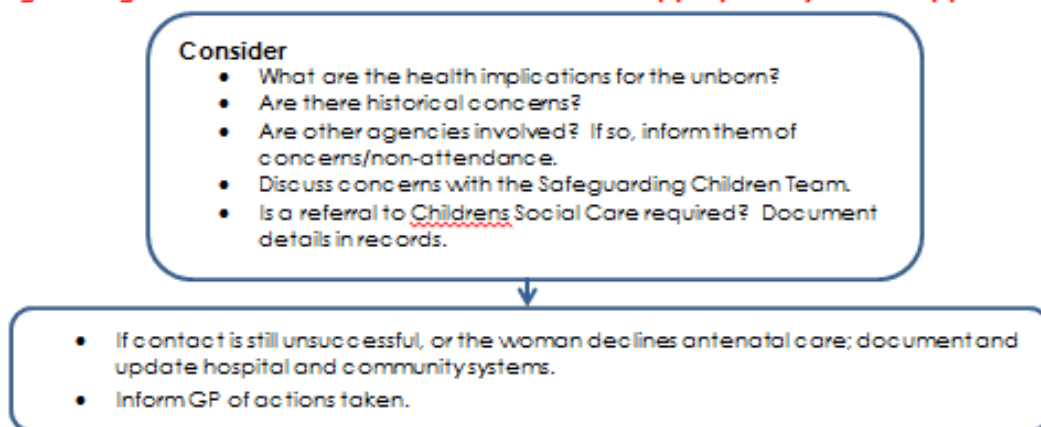 Consider
• What are the health implications for the unborn?
• Are there historical concerns?
• Are other agencies involved? If so, inform them of
concerns/non-attendance.
• Discuss concerns with the Safeguarding Children Team.
• Is a referral to Childrens Social Care required? Document
details in records.
• If contact is still unsuccessful, or the woman declines antenatal care; document and
update hospital and community systems.
• Inform GP of actions taken.